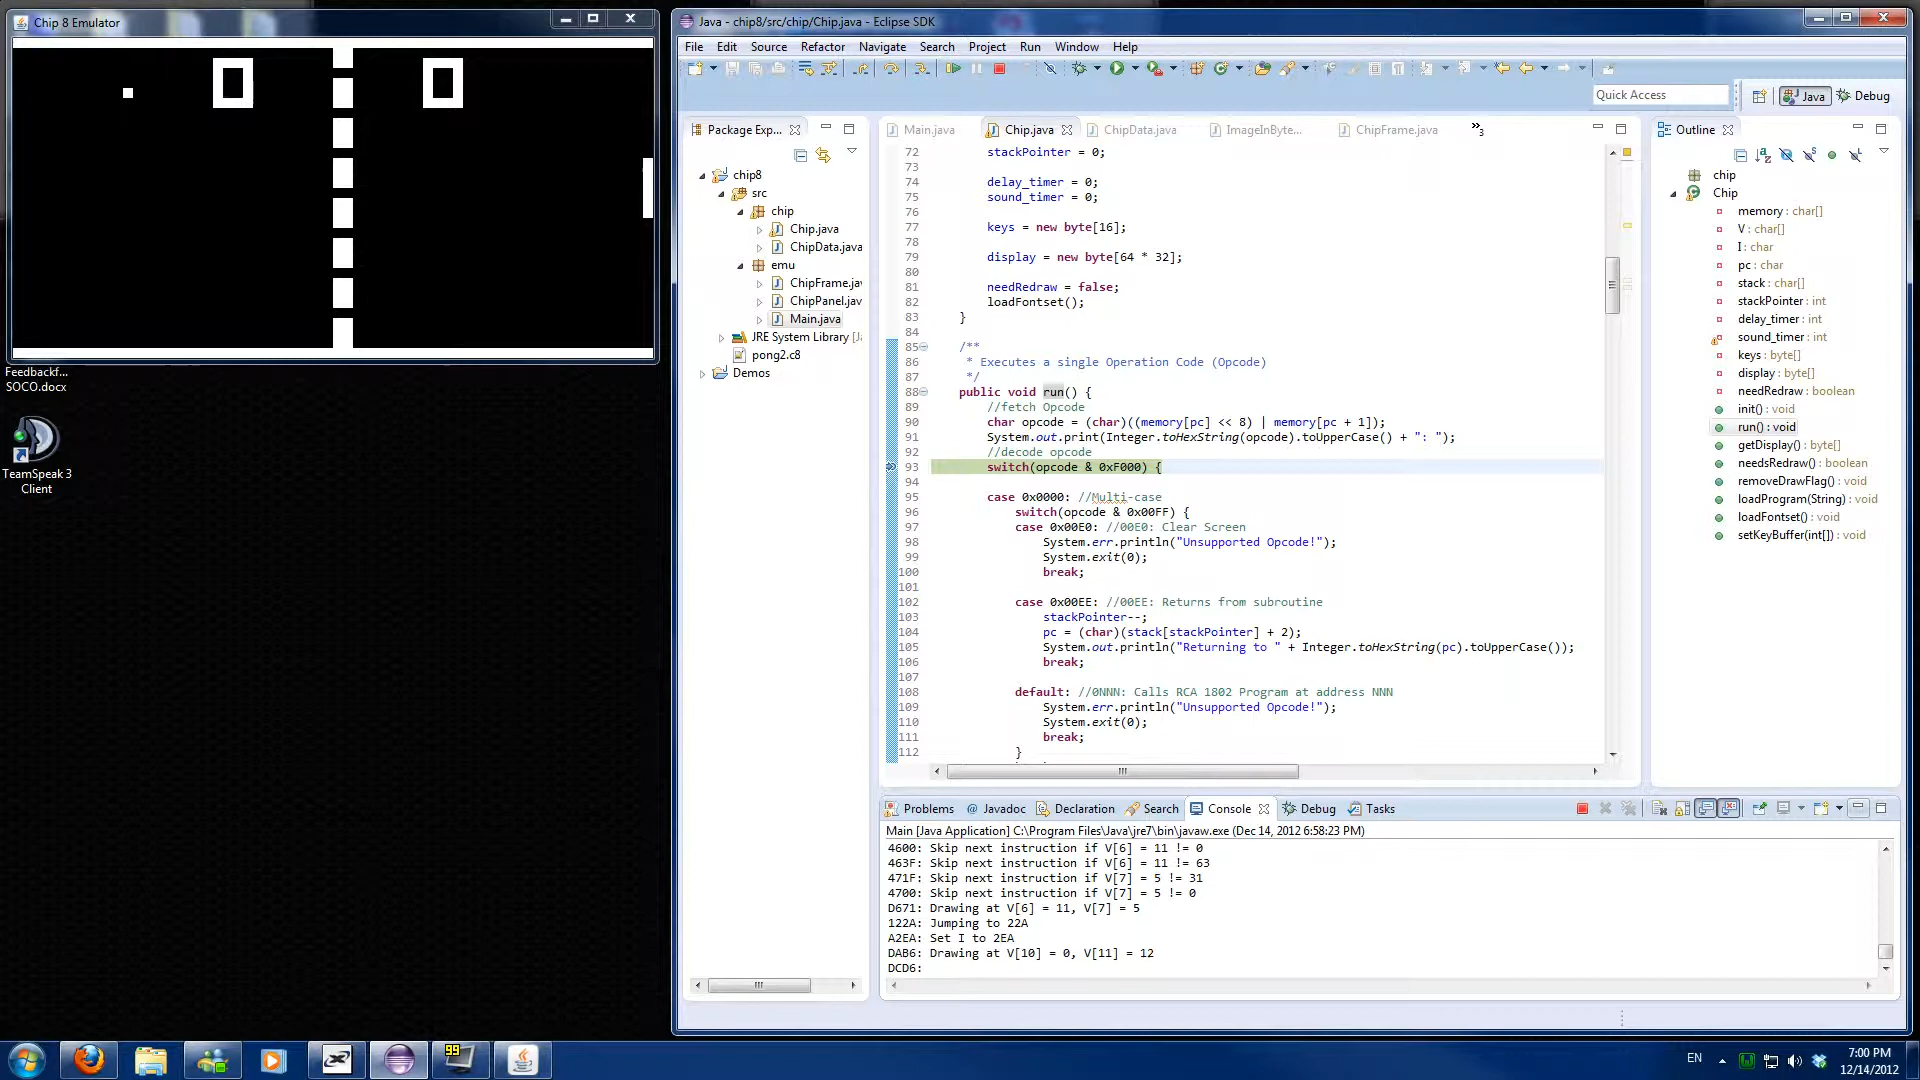 Chip 8 Emulator
0 0
Feedbackf...
SOCO.docx
TeamSpeak 3
Client
Java - chip8/src/chip/Chip.java - Eclipse SDK
File Edit Source Refactor Navigate Search Project Run Window Help
Quick Access
Java
Debug
Package Exp...
chip8
src
chip
Chip.java
ChipData.java
emu
ChipFrame.jav
ChipPanel.jav
Main.java
JRE System Library [J
pong2.c8
Demos
Main.java Chip.java ChipData.java ImageInByte... ChipFrame.java »3
72 stackPointer = 0;
73
74 delay_timer = 0;
75 sound_timer = 0;
76
77 keys = new byte[16];
78
79 display = new byte[64 * 32];
80
81 needRedraw = false;
82 loadFontset();
83 }
84
85 /**
86 * Executes a single Operation Code (Opcode)
87 */
88 public void run() {
89 //fetch Opcode
90 char opcode = (char)((memory[pc] << 8) | memory[pc + 1]);
91 System.out.print(Integer.toHexString(opcode).toUpperCase() + ": ");
92 //decode opcode
93 switch(opcode & 0xF000) {
94
95 case 0x0000: //Multi-case
96 switch(opcode & 0x00FF) {
97 case 0x00E0: //00E0: Clear Screen
98 System.err.println("Unsupported Opcode!");
99 System.exit(0);
100 break;
101
102 case 0x00EE: //00EE: Returns from subroutine
103 stackPointer--;
104 pc = (char)(stack[stackPointer] + 2);
105 System.out.println("Returning to " + Integer.toHexString(pc).toUpperCase());
106 break;
107
108 default: //0NNN: Calls RCA 1802 Program at address NNN
109 System.err.println("Unsupported Opcode!");
110 System.exit(0);
111 break;
112 }
Outline
chip
Chip
memory : char[]
V : char[]
I : char
pc : char
stack : char[]
stackPointer : int
delay_timer : int
sound_timer : int
keys : byte[]
display : byte[]
needRedraw : boolean
init() : void
run() : void
getDisplay() : byte[]
needsRedraw() : boolean
removeDrawFlag() : void
loadProgram(String) : void
loadFontset() : void
setKeyBuffer(int[]) : void
Problems @ Javadoc Declaration Search Console Debug Tasks
Main [Java Application] C:\Program Files\Java\jre7\bin\javaw.exe (Dec 14, 2012 6:58:23 PM)
4600: Skip next instruction if V[6] = 11 != 0
463F: Skip next instruction if V[6] = 11 != 63
471F: Skip next instruction if V[7] = 5 != 31
4700: Skip next instruction if V[7] = 5 != 0
D671: Drawing at V[6] = 11, V[7] = 5
122A: Jumping to 22A
A2EA: Set I to 2EA
DAB6: Drawing at V[10] = 0, V[11] = 12
DCD6:
99
EN
7:00 PM
12/14/2012